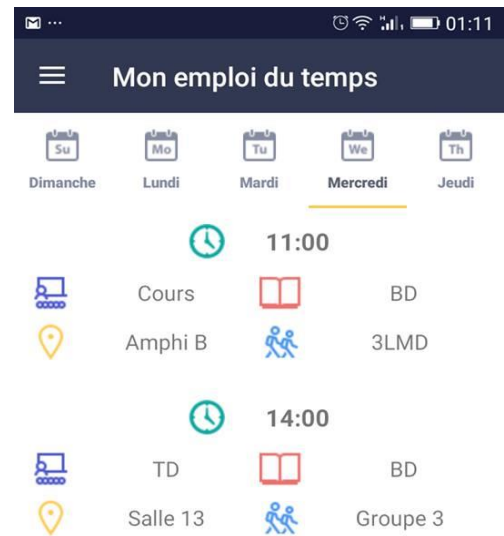 01:11
Mon emploi du temps
Su Mo Tu We Th
Dimanche Lundi Mardi Mercredi Jeudi
11:00
Cours BD
Amphi B 3LMD
14:00
TD BD
Salle 13 Groupe 3